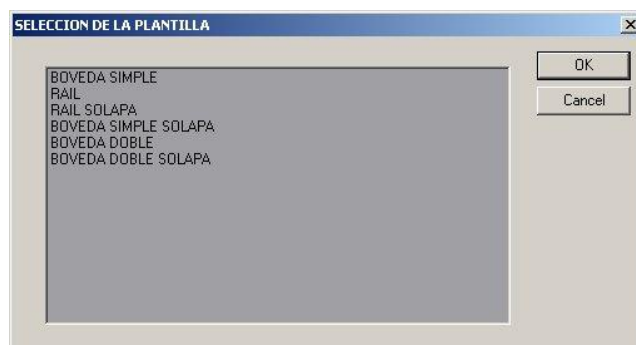 SELECCION DE LA PLANTILLA
BOVEDA SIMPLE
RAIL
RAIL SOLAPA
BOVEDA SIMPLE SOLAPA
BOVEDA DOBLE
BOVEDA DOBLE SOLAPA
OK
Cancel